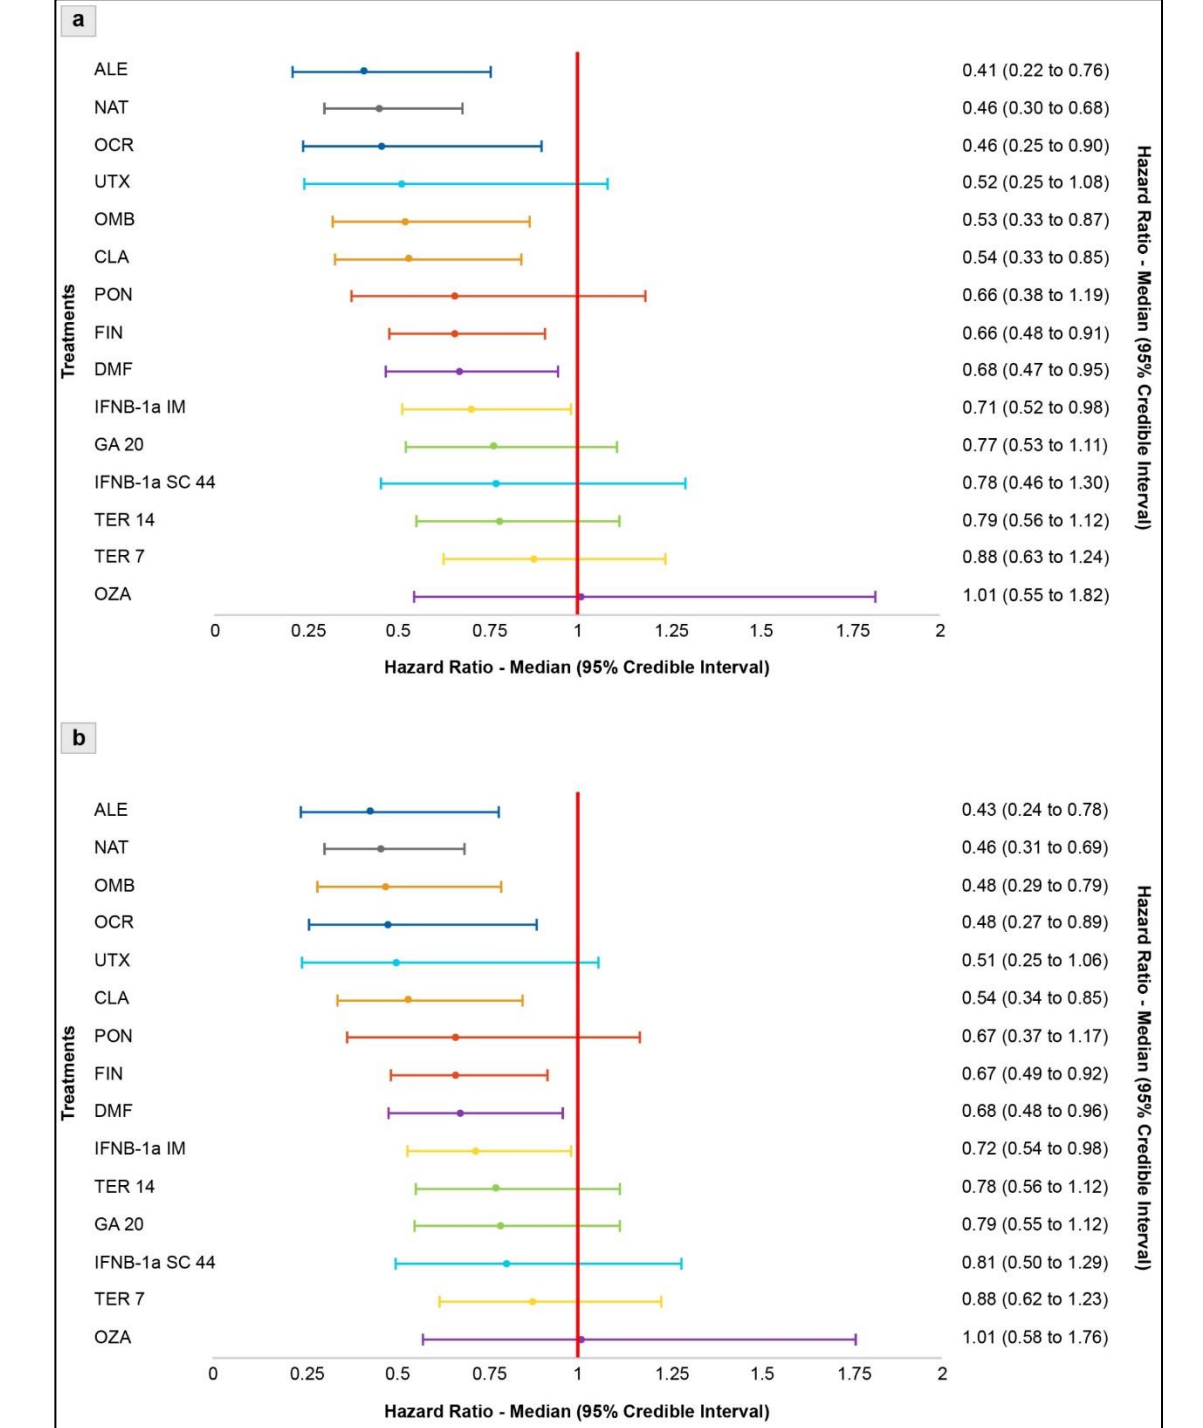 a
ALE 0.41 (0.22 to 0.76)
NAT 0.46 (0.30 to 0.68)
OCR 0.46 (0.25 to 0.90)
UTX 0.52 (0.25 to 1.08)
OMB 0.53 (0.33 to 0.87)
CLA 0.54 (0.33 to 0.85)
PON 0.66 (0.38 to 1.19)
FIN 0.66 (0.48 to 0.91)
DMF 0.68 (0.47 to 0.95)
IFNB-1a IM 0.71 (0.52 to 0.98)
GA 20 0.77 (0.53 to 1.11)
IFNB-1a SC 44 0.78 (0.46 to 1.30)
TER 14 0.79 (0.56 to 1.12)
TER 7 0.88 (0.63 to 1.24)
OZA 1.01 (0.55 to 1.82)
Treatments
Hazard Ratio - Median (95% Credible Interval)
0 0.25 0.5 0.75 1 1.25 1.5 1.75 2
Hazard Ratio - Median (95% Credible Interval)
b
ALE 0.43 (0.24 to 0.78)
NAT 0.46 (0.31 to 0.69)
OMB 0.48 (0.29 to 0.79)
OCR 0.48 (0.27 to 0.89)
UTX 0.51 (0.25 to 1.06)
CLA 0.54 (0.34 to 0.85)
PON 0.67 (0.37 to 1.17)
FIN 0.67 (0.49 to 0.92)
DMF 0.68 (0.48 to 0.96)
IFNB-1a IM 0.72 (0.54 to 0.98)
TER 14 0.78 (0.56 to 1.12)
GA 20 0.79 (0.55 to 1.12)
IFNB-1a SC 44 0.81 (0.50 to 1.29)
TER 7 0.88 (0.62 to 1.23)
OZA 1.01 (0.58 to 1.76)
Treatments
Hazard Ratio - Median (95% Credible Interval)
0 0.25 0.5 0.75 1 1.25 1.5 1.75 2
Hazard Ratio - Median (95% Credible Interval)